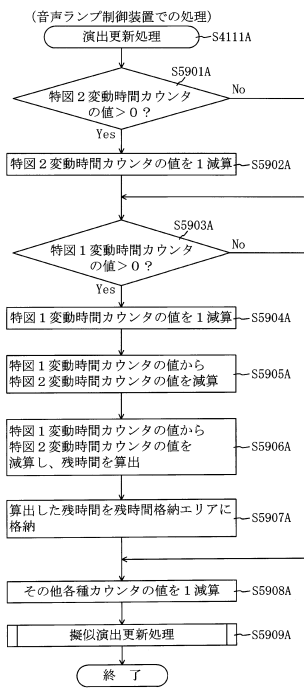 (音声ランプ制御装置での処理)
演出更新処理
S4111A
S5901A
特図2変動時間カウンタ
の値>0?
No
Yes
特図2変動時間カウンタの値を1減算
S5902A
S5903A
特図1変動時間カウンタ
の値>0?
No
Yes
特図1変動時間カウンタの値を1減算
S5904A
特図1変動時間カウンタの値から
特図2変動時間カウンタの値を減算
S5905A
特図1変動時間カウンタの値から
特図2変動時間カウンタの値を
減算し、残時間を算出
S5906A
算出した残時間を残時間格納エリアに
格納
S5907A
その他各種カウンタの値を1減算
S5908A
擬似演出更新処理
S5909A
終 了